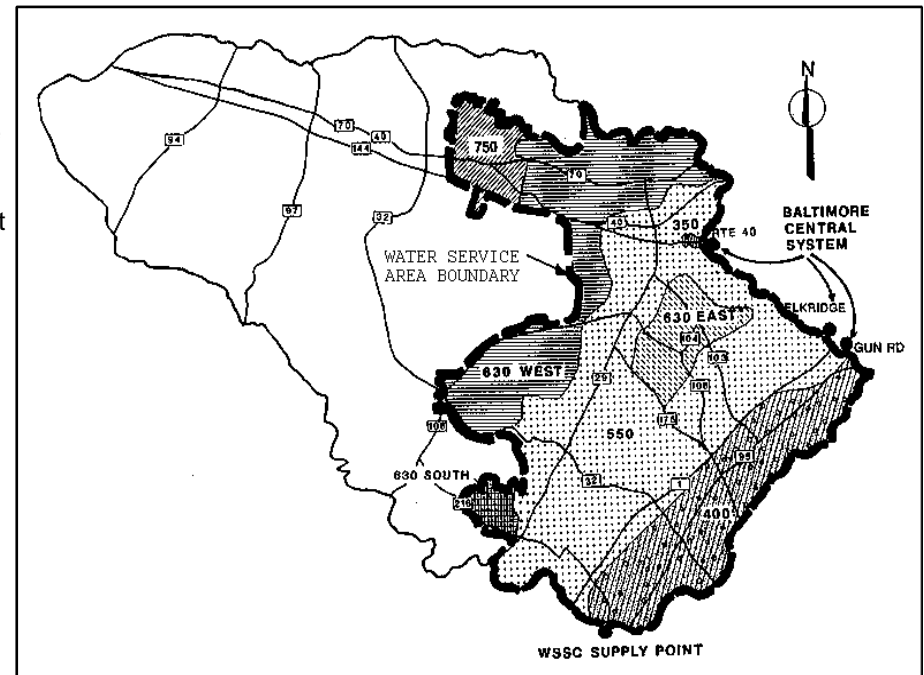 N
94
70
40
144
97
32
750
70
40
350
RTE 40
BALTIMORE
CENTRAL
SYSTEM
WATER SERVICE
AREA BOUNDARY
ELKRIDGE
GUN RD
630 EAST
104
103
108
630 WEST
29
175
550
108
630 SOUTH
216
32
1
95
400
WSSC SUPPLY POINT
t